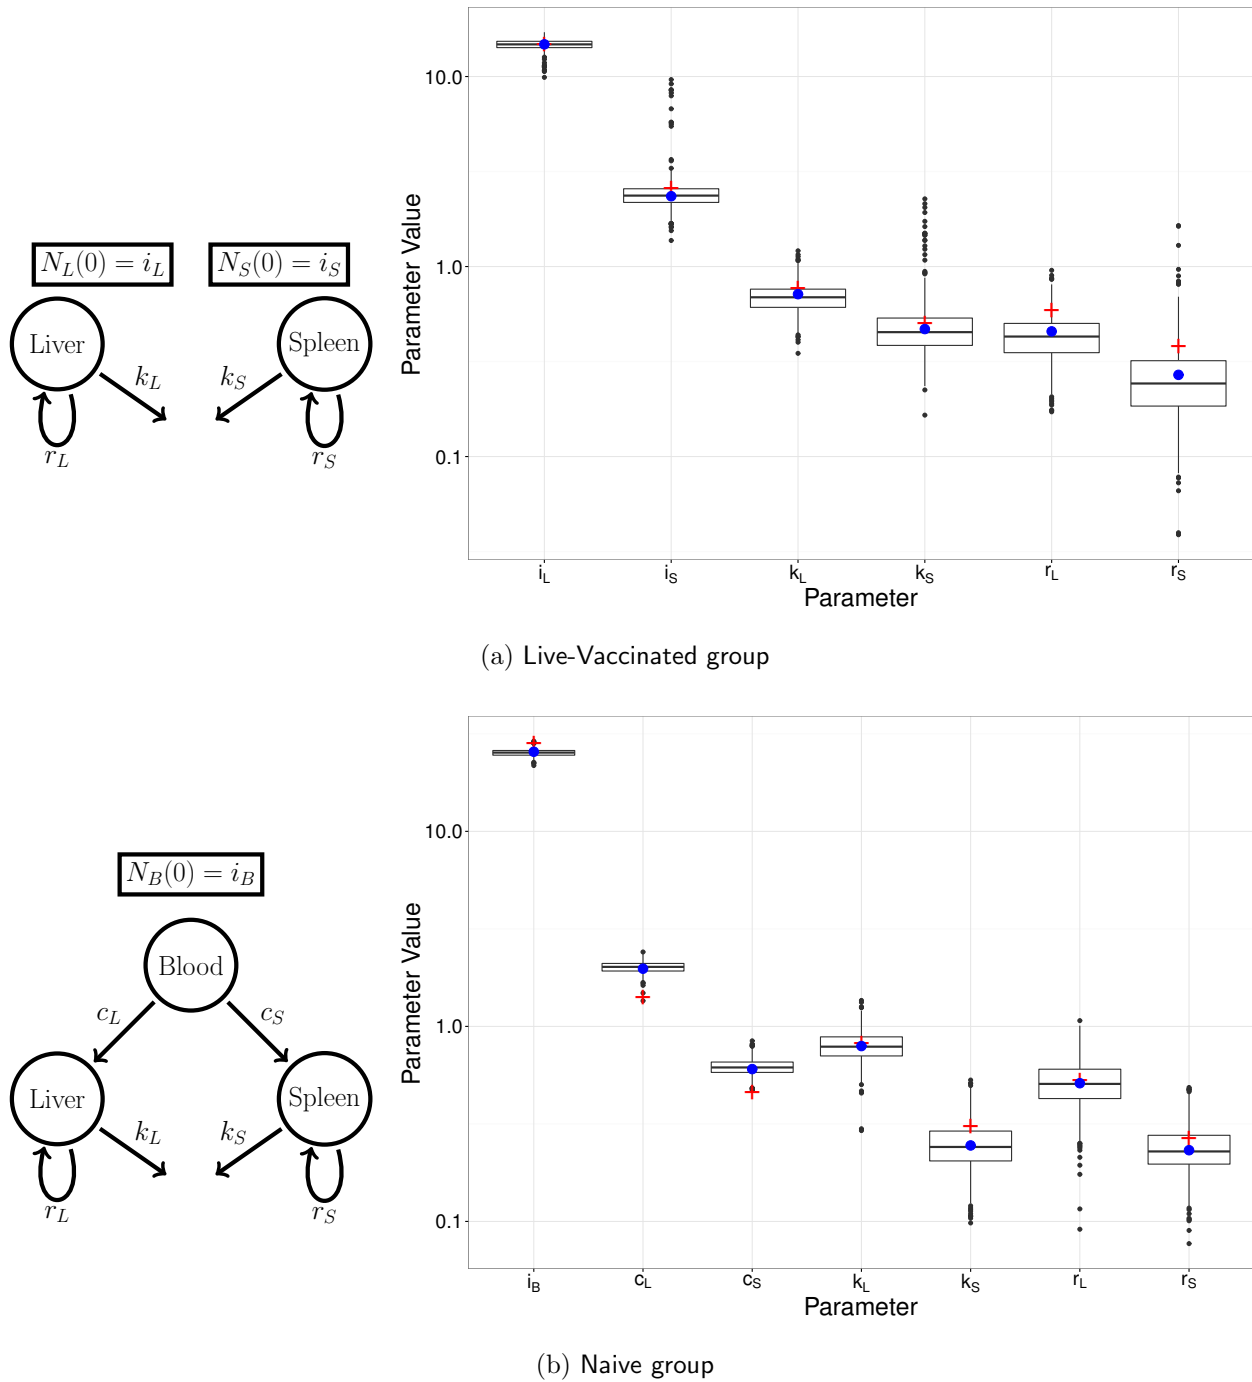 $N_L(0) = i_L$
$N_S(0) = i_S$
Liver
Spleen
$k_L$
$k_S$
$r_L$
$r_S$
Parameter Value
10.0
1.0
0.1
i_L
i_S
k_L
k_S
r_L
r_S
Parameter
(a) Live-Vaccinated group
$N_B(0) = i_B$
Blood
$c_L$
$c_S$
Liver
Spleen
$k_L$
$k_S$
$r_L$
$r_S$
Parameter Value
10.0
1.0
0.1
i_B
c_L
c_S
k_L
k_S
r_L
r_S
Parameter
(b) Naive group